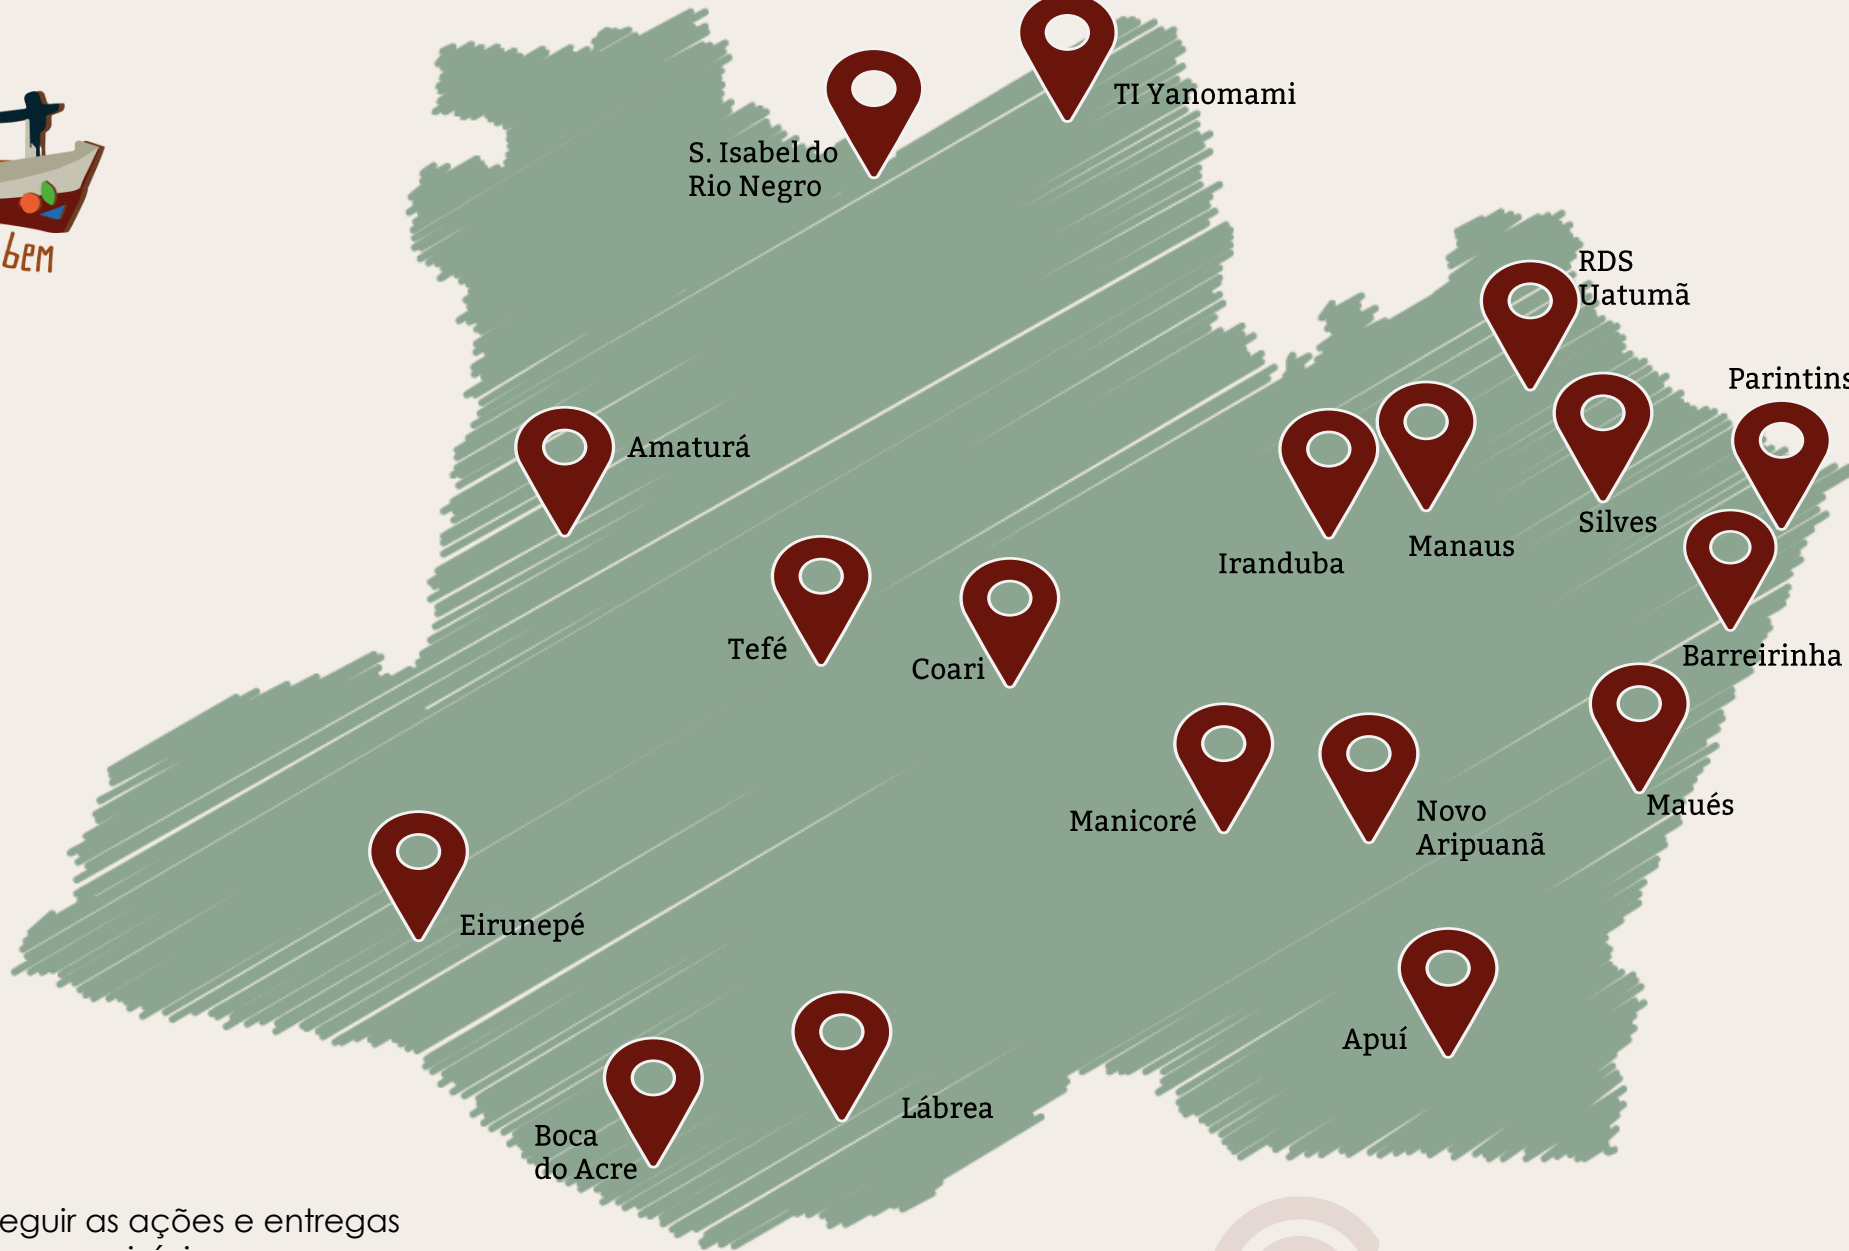 TI Yanomami
S. Isabel do
Rio Negro
bem
RDS
Uatumã
Parintins
Amaturá
Silves
Manaus
Iranduba
Tefé
Coari
Barreirinha
Maués
Manicoré
Novo
Aripuanã
Eirunepé
Apuí
Lábrea
Boca
do Acre
eguir as ações e entregas